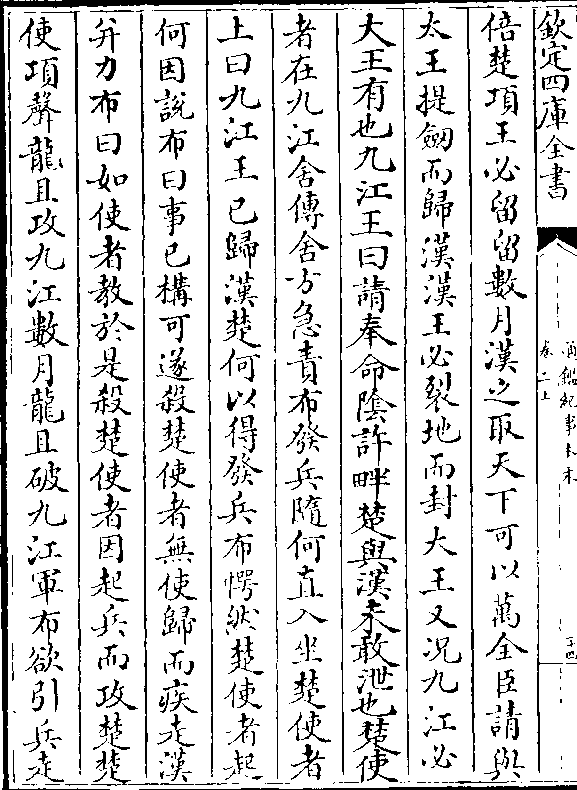 欽定四庫全書
通鑑紀事本末
卷二上
倍楚項王必留留數月漢之取天下可以萬全臣請與
大王提劔而歸漢漢王必裂地而封大王又況九江必
大王有也九江王曰請奉命陰許畔楚與漢未敢泄也楚使
者在九江舍傳舍方急責布發兵隨何直入坐楚使者
上曰九江王已歸漢楚何以得發兵布愕然楚使者起
何因說布曰事已構可遂殺楚使者無使歸而疾走漢
并力布曰如使者教於是殺楚使者因起兵而攻楚楚
使項聲龍且攻九江數月龍且破九江軍布欲引兵走